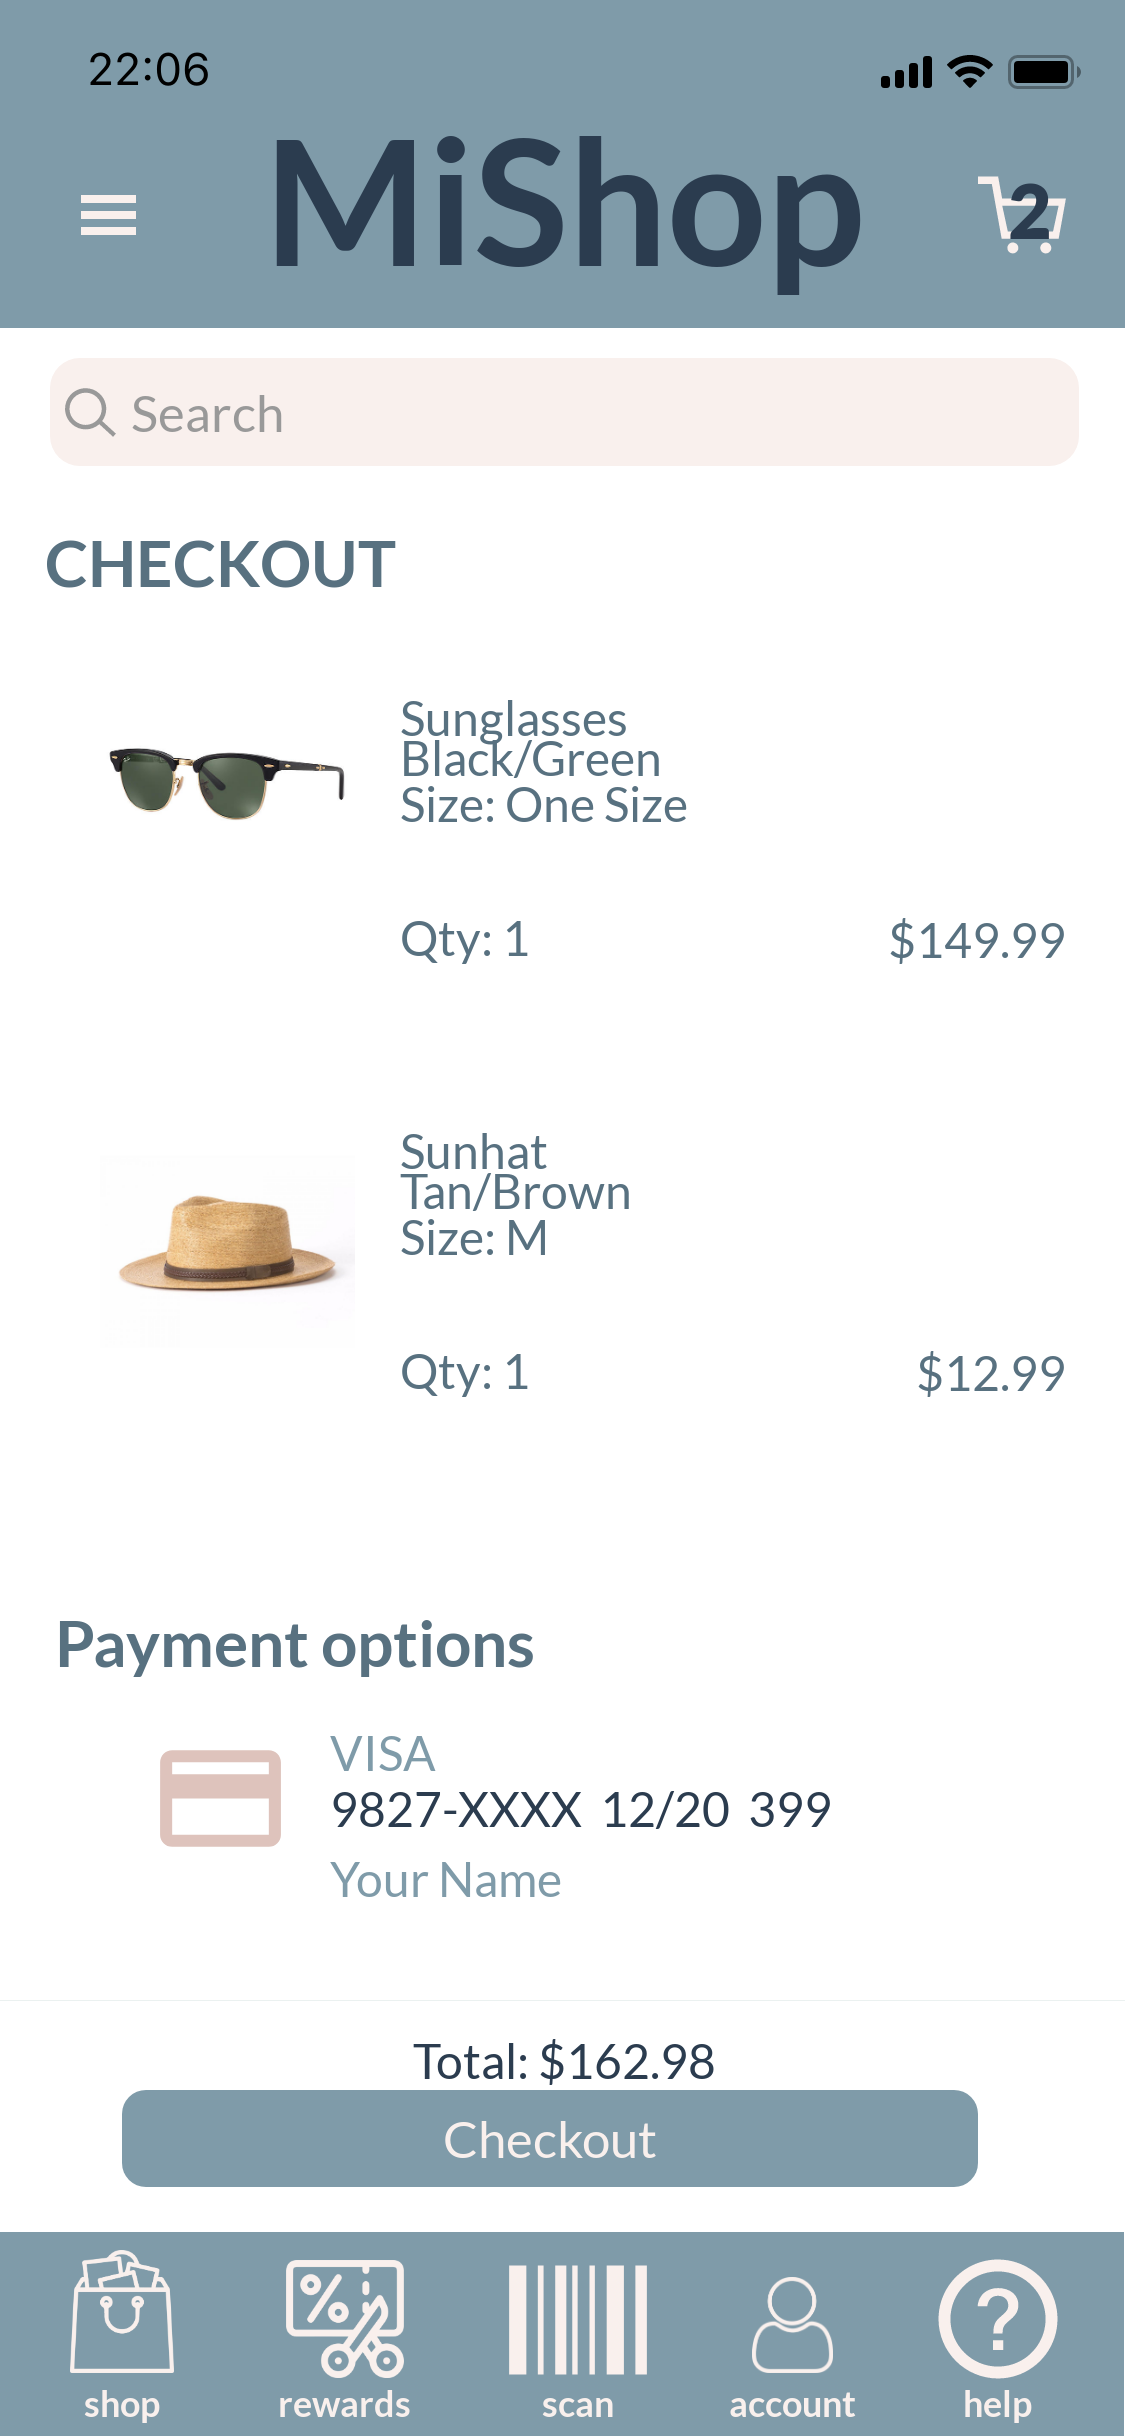 22:06
MiShop
2
Search
CHECKOUT
Sunglasses
Black/Green
Size: One Size
Qty: 1
$149.99
Sunhat
Tan/Brown
Size: M
Qty: 1
$12.99
Payment options
VISA
9827-XXXX 12/20 399
Your Name
Total: $162.98
Checkout
shop
rewards
scan
account
help